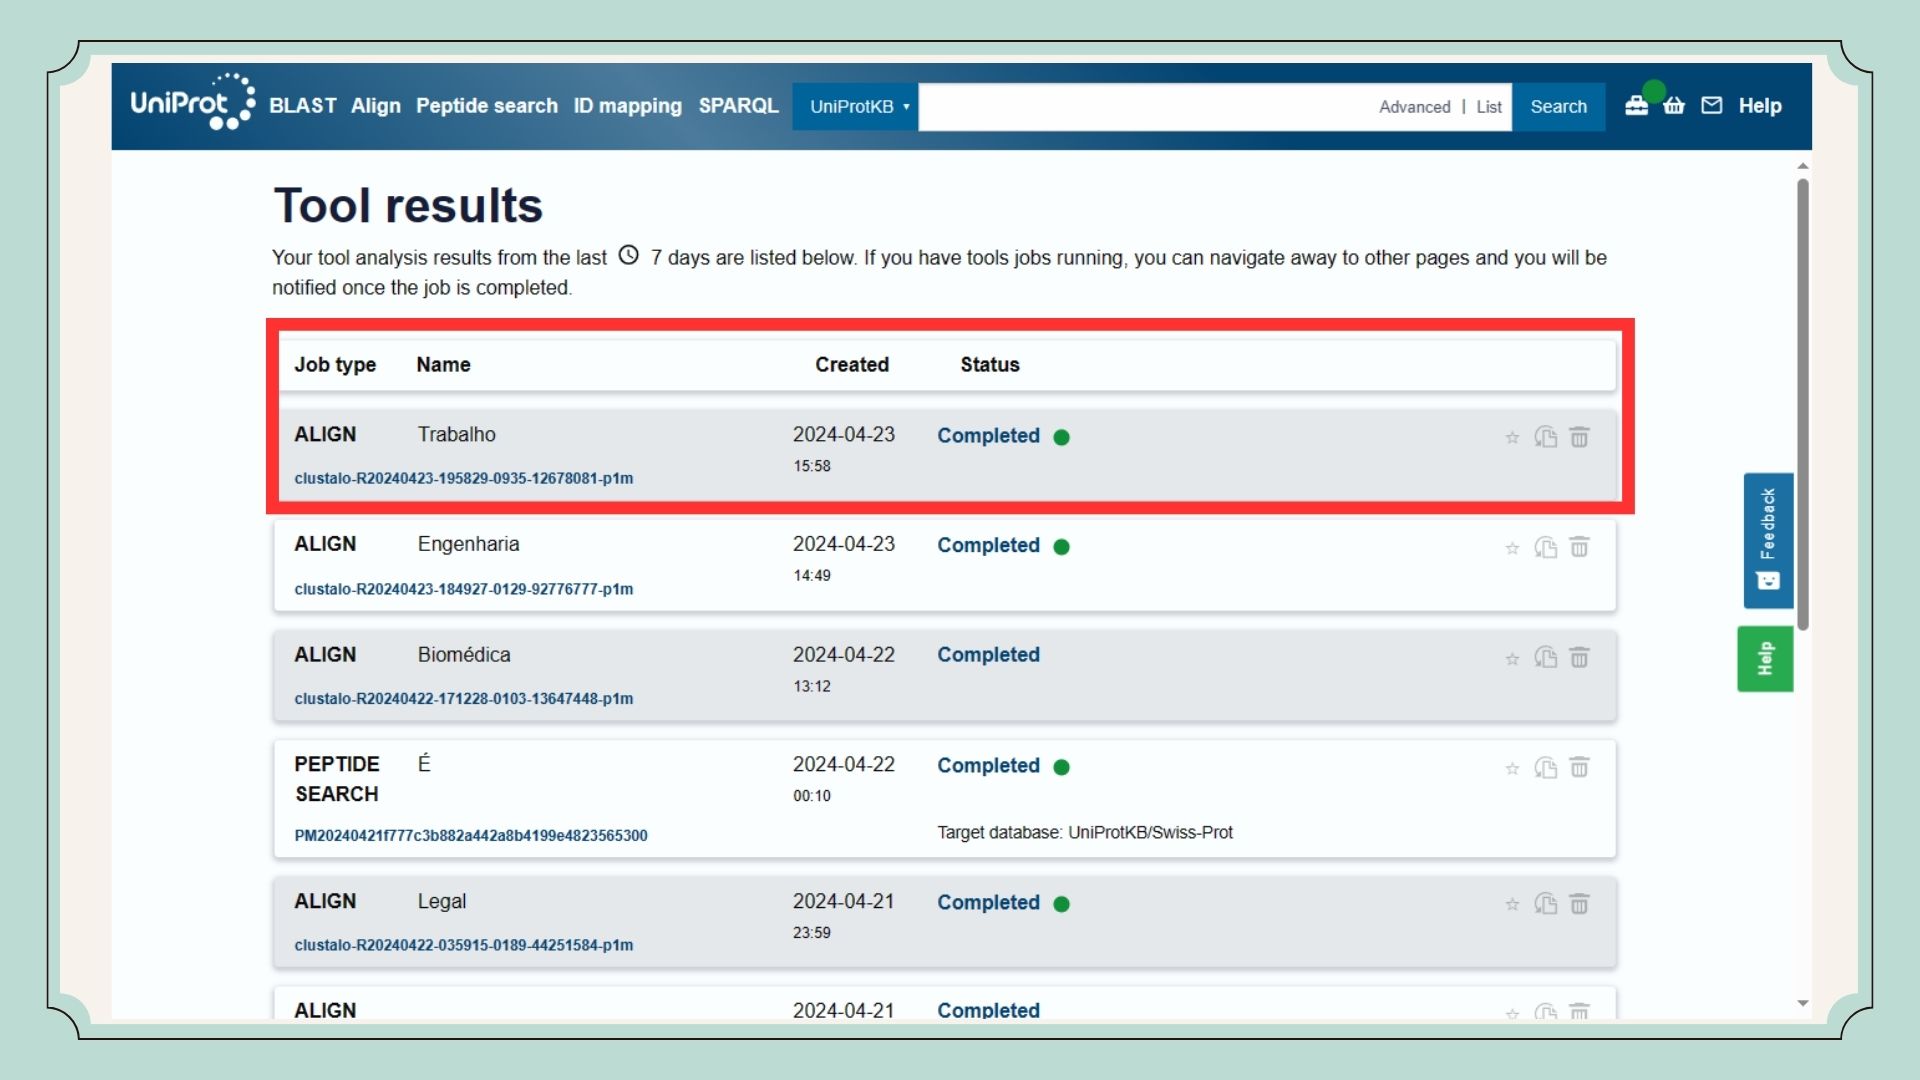 UniProt BLAST Align Peptide search ID mapping SPARQL UniProtKB Advanced | List Search Help
Tool results
Your tool analysis results from the last 7 days are listed below. If you have tools jobs running, you can navigate away to other pages and you will be
notified once the job is completed.
Job type Name Created Status
ALIGN Trabalho 2024-04-23 Completed
15:58
clustalo-R20240423-195829-0935-12678081-p1m
ALIGN Engenharia 2024-04-23 Completed
14:49
clustalo-R20240423-184927-0129-92776777-p1m
ALIGN Biomédica 2024-04-22 Completed
13:12
clustalo-R20240422-171228-0103-13647448-p1m
PEPTIDE É 2024-04-22 Completed
SEARCH 00:10
PM20240421f777c3b882a442a8b4199e4823565300 Target database: UniProtKB/Swiss-Prot
ALIGN Legal 2024-04-21 Completed
23:59
clustalo-R20240422-035915-0189-44251584-p1m
ALIGN 2024-04-21 Completed
Feedback
Help